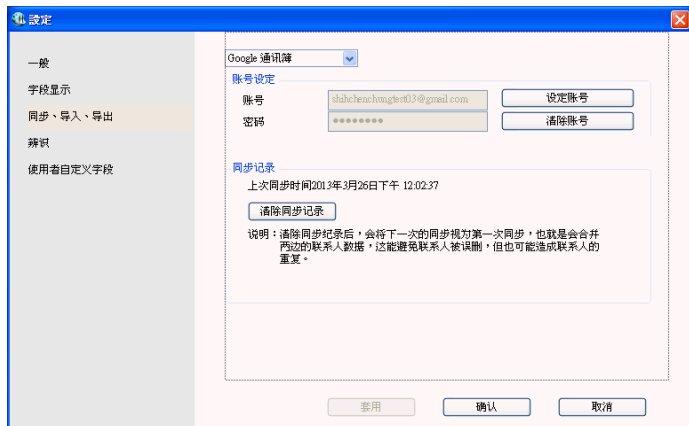 設定
一般
字段显示
同步、导入、导出
辨识
使用者自定义字段
Google 通讯簿
账号设定
账号
shihchenchungtest03@gmail.com
设定账号
密码
清除账号
同步记录
上次同步时间2013年3月26日下午 12:02:37
清除同步记录
说明：清除同步纪录后，会将下一次的同步视为第一次同步，也就是会合并
两边的联系人数据，这能避免联系人被误删，但也可能造成联系人的
重复。
套用
确认
取消